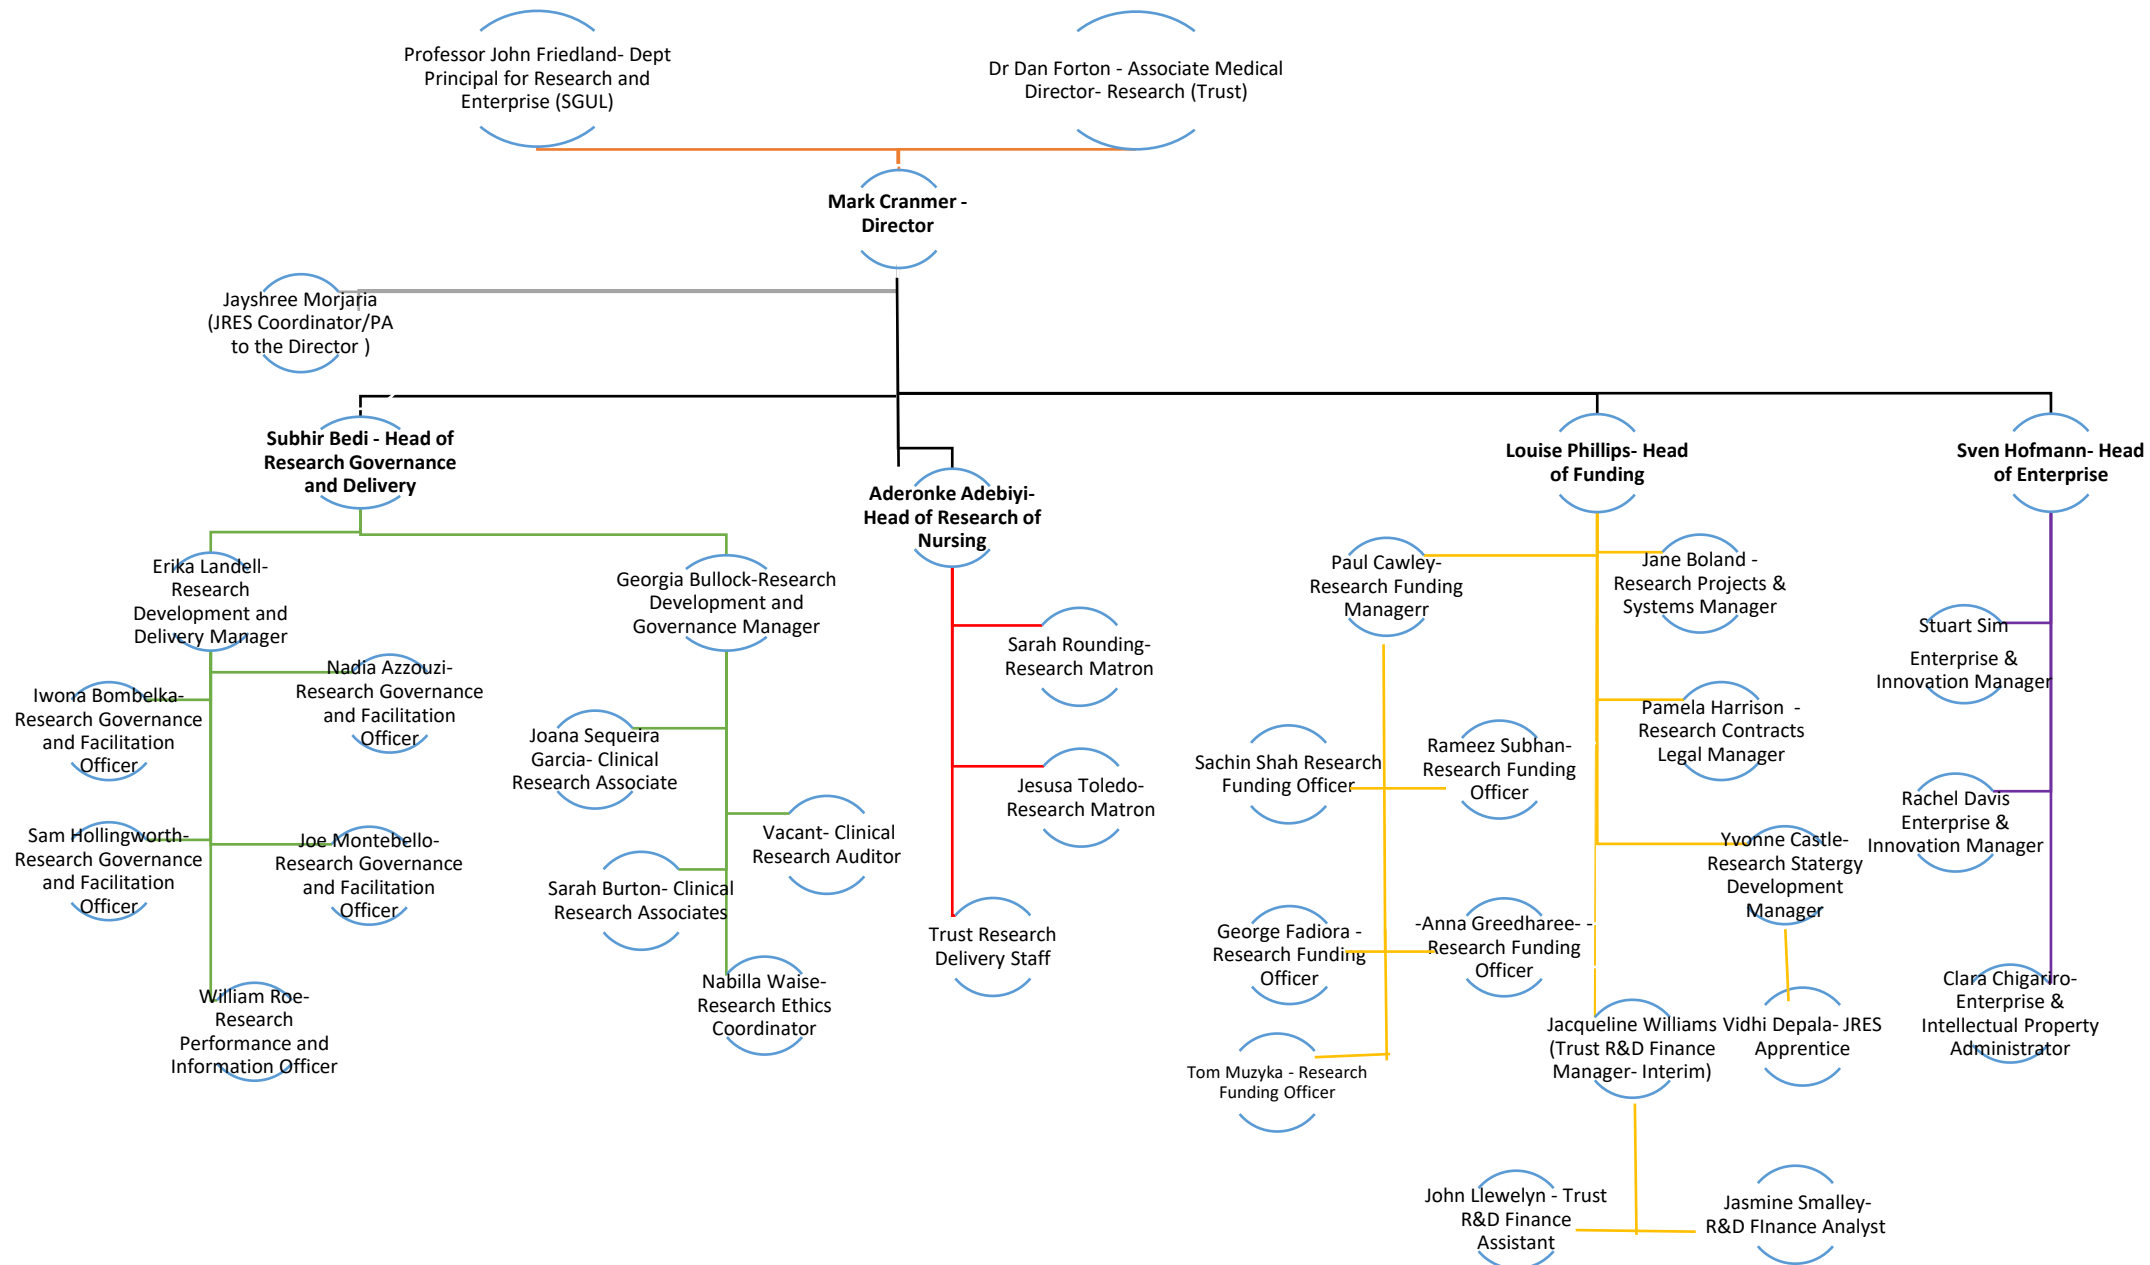 Professor John Friedland- Dept
Principal for Research and
Enterprise (SGUL)
Dr Dan Forton - Associate Medical
Director- Research (Trust)
Mark Cranmer -
Director
Jayshree Morjaria
(JRES Coordinator/PA
to the Director )
Subhir Bedi - Head of
Research Governance
and Delivery
Aderonke Adebiyi-
Head of Research of
Nursing
Louise Phillips- Head
of Funding
Sven Hofmann- Head
of Enterprise
Erika Landell-
Research
Development and
Delivery Manager
Georgia Bullock-Research
Development and
Governance Manager
Iwona Bombelka-
Research Governance
and Facilitation
Officer
Nadia Azzouzi-
Research Governance
and Facilitation
Officer
Sam Hollingworth-
Research Governance
and Facilitation
Officer
Joe Montebello-
Research Governance
and Facilitation
Officer
William Roe-
Research
Performance and
Information Officer
Joana Sequeira
Garcia- Clinical
Research Associate
Vacant- Clinical
Research Auditor
Sarah Burton- Clinical
Research Associates
Nabilla Waise-
Research Ethics
Coordinator
Sarah Rounding-
Research Matron
Jesusa Toledo-
Research Matron
Trust Research
Delivery Staff
Paul Cawley-
Research Funding
Managerr
Jane Boland -
Research Projects &
Systems Manager
Pamela Harrison -
Research Contracts
Legal Manager
Sachin Shah Research
Funding Officer
Rameez Subhan-
Research Funding
Officer
George Fadiora -
Research Funding
Officer
-Anna Greedharee- -
Research Funding
Officer
Tom Muzyka - Research
Funding Officer
Yvonne Castle-
Research Statergy
Development
Manager
Jacqueline Williams
(Trust R&D Finance
Manager- Interim)
Vidhi Depala- JRES
Apprentice
John Llewelyn - Trust
R&D Finance
Assistant
Jasmine Smalley-
R&D FInance Analyst
Stuart Sim
Enterprise &
Innovation Manager
Rachel Davis
Enterprise &
Innovation Manager
Clara Chigariro-
Enterprise &
Intellectual Property
Administrator